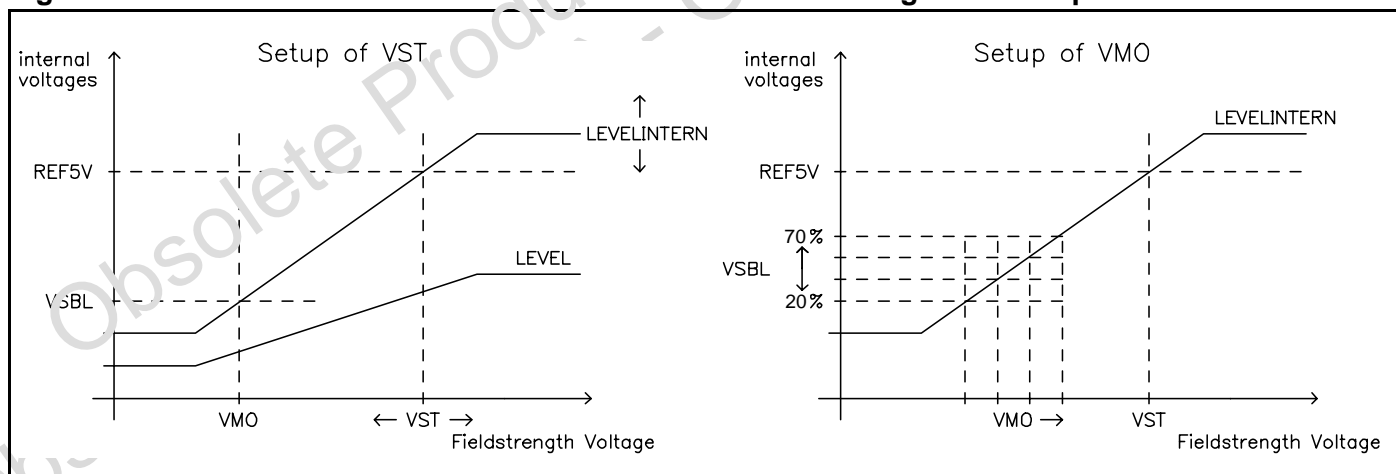 Setup of VST
internal
voltages
LEVELINTERN
REF5V
LEVEL
VSBL
VMO
← VST →
Fieldstrength Voltage
Setup of VMO
internal
voltages
LEVELINTERN
REF5V
70%
VSBL
20%
VMO →
VST
Fieldstrength Voltage
Obsolete Produ